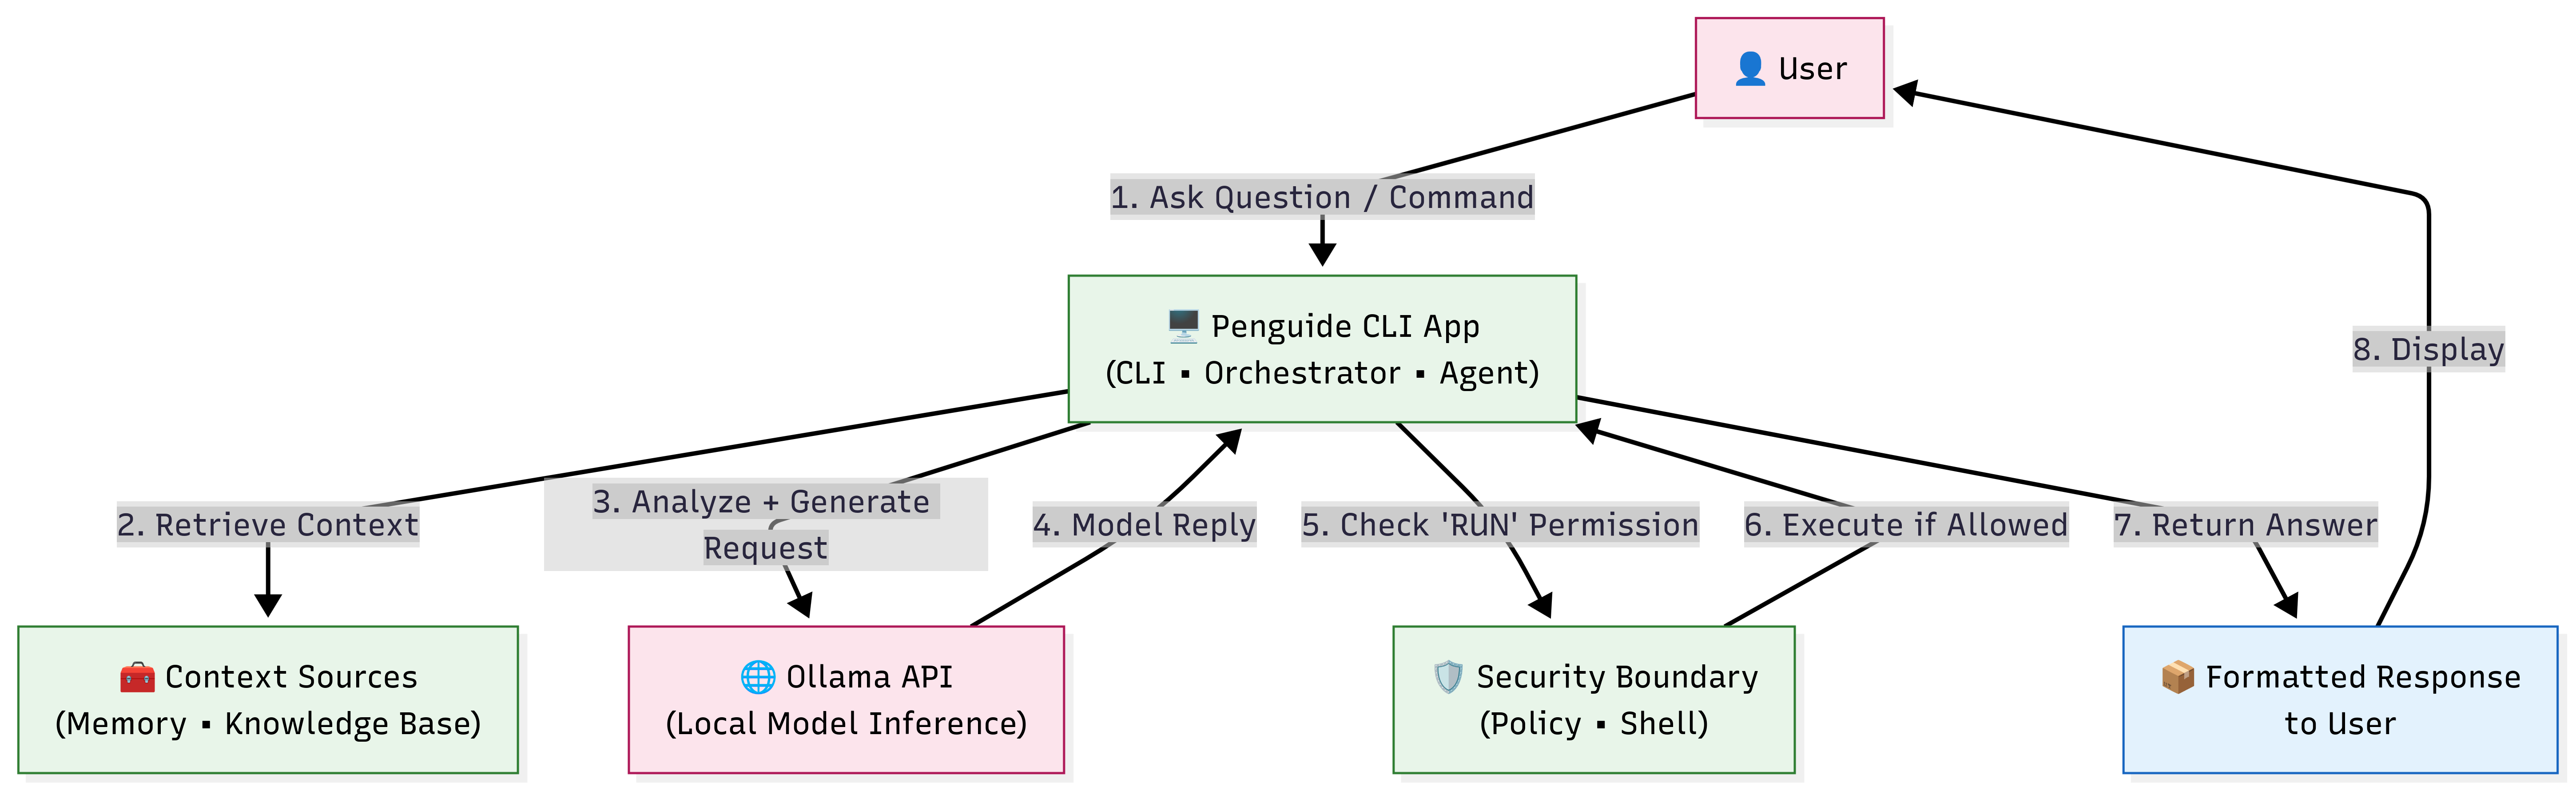 👤 User
1. Ask Question / Command
🖥️ Penguide CLI App
(CLI ▪ Orchestrator ▪ Agent)
8. Display
2. Retrieve Context
3. Analyze + Generate
Request
4. Model Reply
5. Check 'RUN' Permission
6. Execute if Allowed
7. Return Answer
🧰 Context Sources
(Memory ▪ Knowledge Base)
🌐 Ollama API
(Local Model Inference)
🛡️ Security Boundary
(Policy ▪ Shell)
📦 Formatted Response
to User